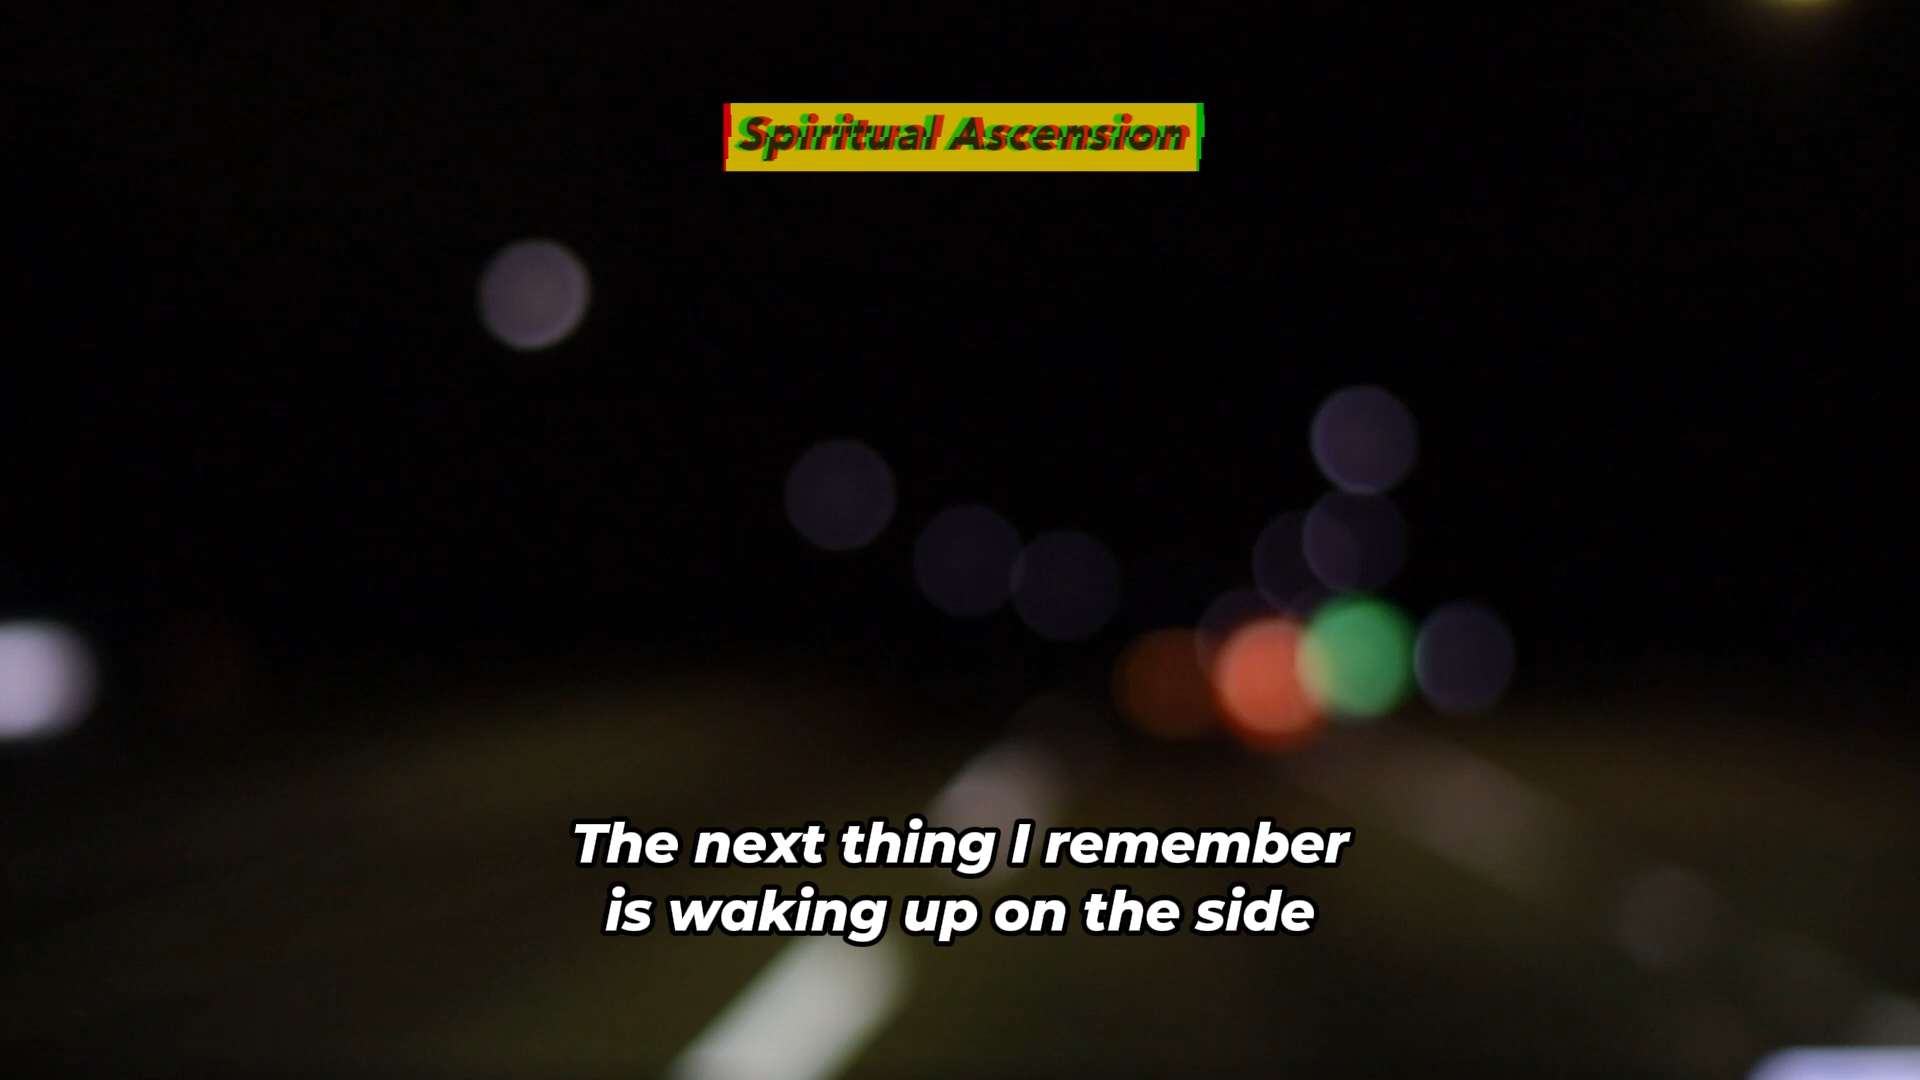 Spiritual Ascension
The next thing I remember
is waking up on the side